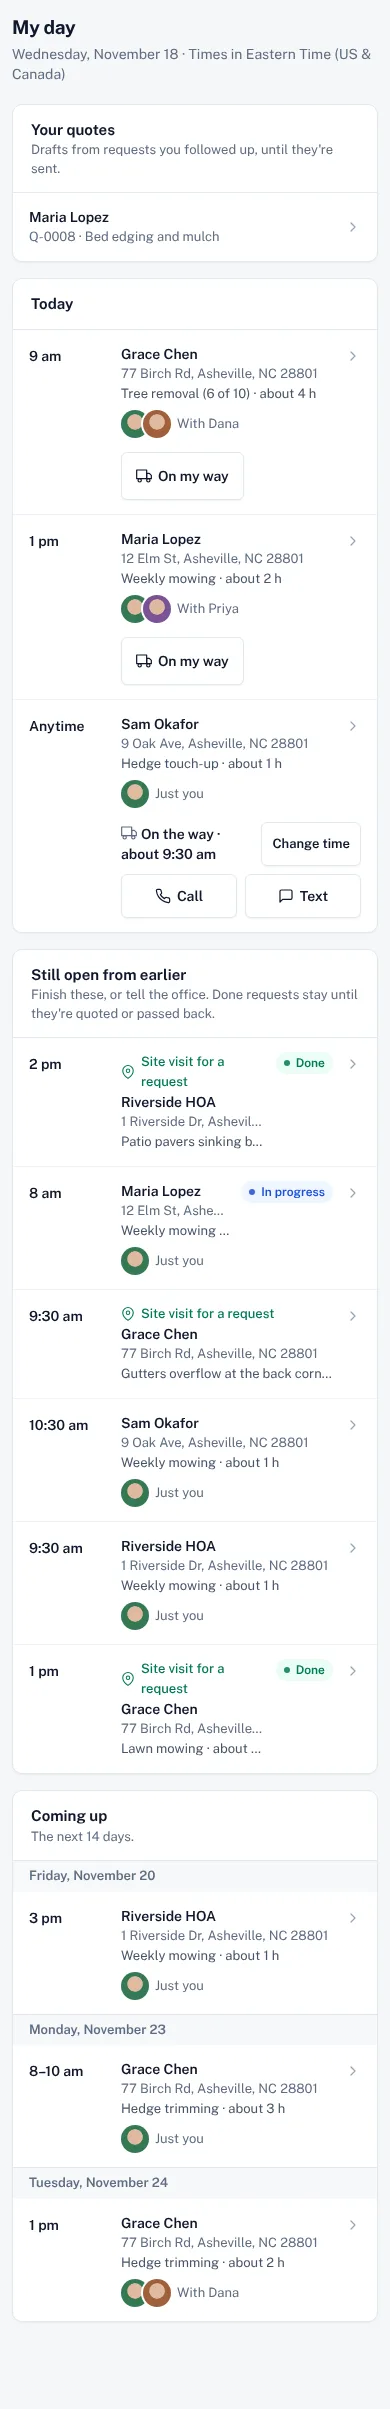 My day
Wednesday, November 18 · Times in Eastern Time (US &
Canada)
Your quotes
Drafts from requests you followed up, until they're
sent.
Maria Lopez
Q-0008 · Bed edging and mulch
Today
9 am
Grace Chen
77 Birch Rd, Asheville, NC 28801
Tree removal (6 of 10) · about 4 h
With Dana
On my way
1 pm
Maria Lopez
12 Elm St, Asheville, NC 28801
Weekly mowing · about 2 h
With Priya
On my way
Anytime
Sam Okafor
9 Oak Ave, Asheville, NC 28801
Hedge touch-up · about 1 h
Just you
On the way ·
about 9:30 am
Change time
Call
Text
Still open from earlier
Finish these, or tell the office. Done requests stay until
they're quoted or passed back.
2 pm
Site visit for a
request
Done
Riverside HOA
1 Riverside Dr, Ashevil...
Patio pavers sinking b...
8 am
Maria Lopez
In progress
12 Elm St, Ashe...
Weekly mowing ...
Just you
9:30 am
Site visit for a request
Grace Chen
77 Birch Rd, Asheville, NC 28801
Gutters overflow at the back corn...
10:30 am
Sam Okafor
9 Oak Ave, Asheville, NC 28801
Weekly mowing · about 1 h
Just you
9:30 am
Riverside HOA
1 Riverside Dr, Asheville, NC 28801
Weekly mowing · about 1 h
Just you
1 pm
Site visit for a
request
Done
Grace Chen
77 Birch Rd, Asheville...
Lawn mowing · about ...
Coming up
The next 14 days.
Friday, November 20
3 pm
Riverside HOA
1 Riverside Dr, Asheville, NC 28801
Weekly mowing · about 1 h
Just you
Monday, November 23
8–10 am
Grace Chen
77 Birch Rd, Asheville, NC 28801
Hedge trimming · about 3 h
Just you
Tuesday, November 24
1 pm
Grace Chen
77 Birch Rd, Asheville, NC 28801
Hedge trimming · about 2 h
With Dana